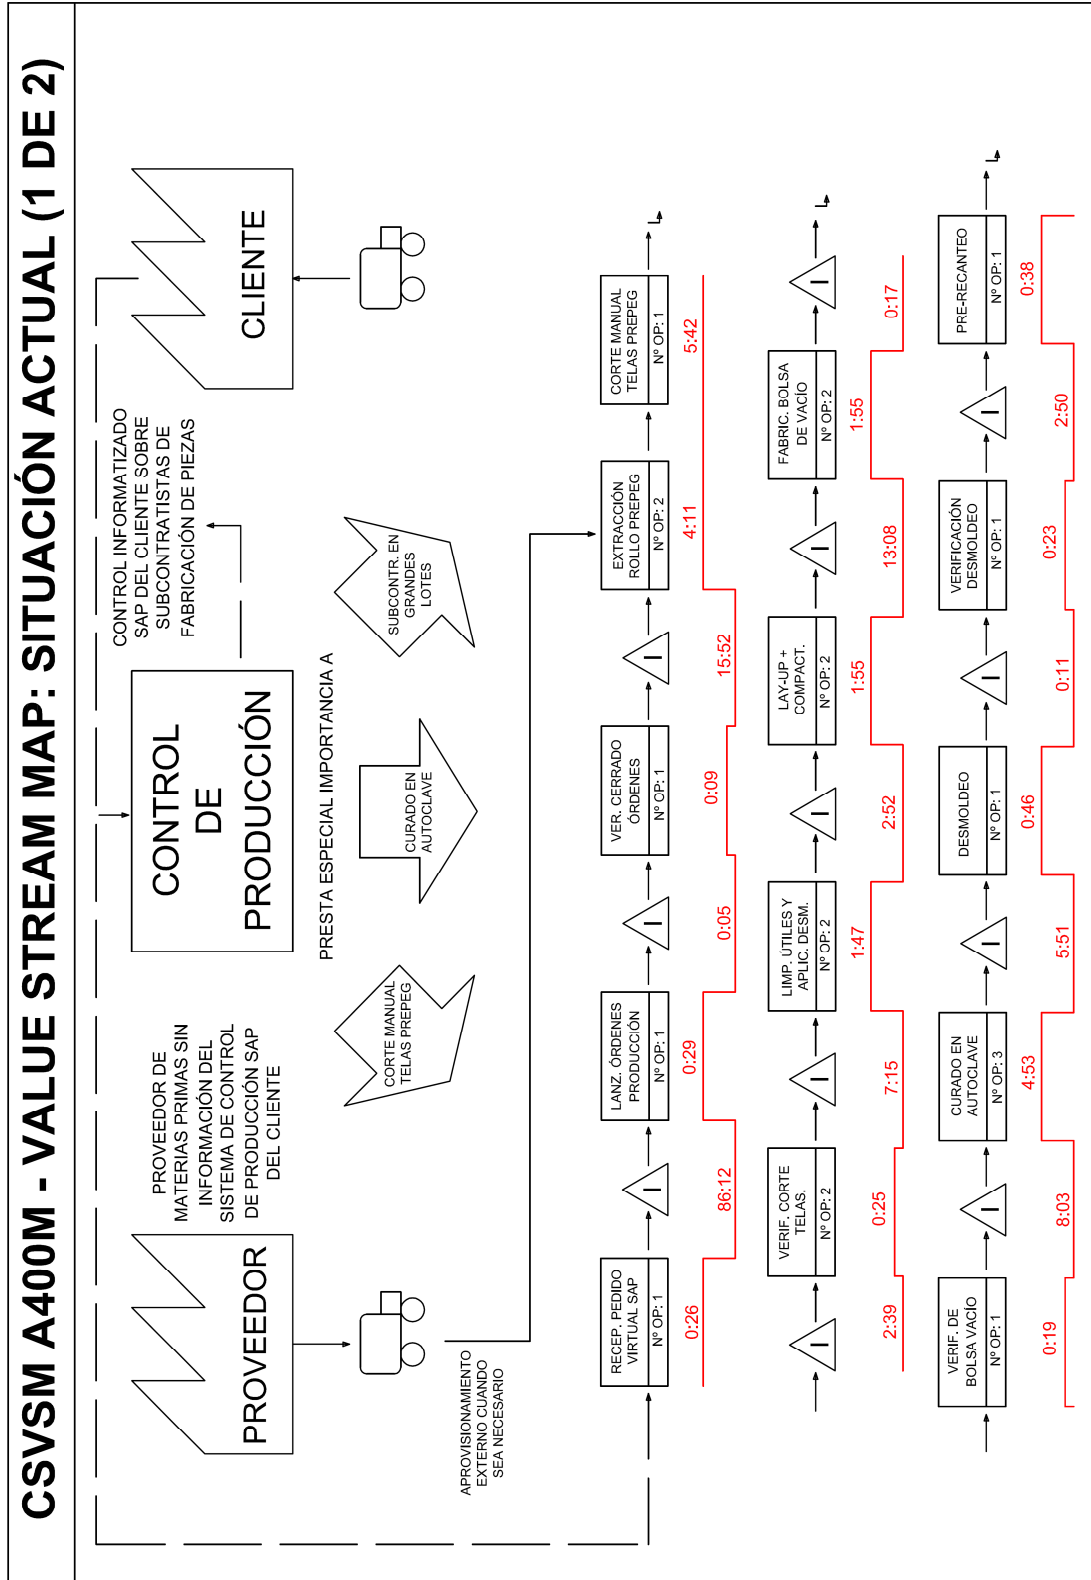 CSVSM A400M - VALUE STREAM MAP: SITUACIÓN ACTUAL (1 DE 2)
PROVEEDOR
PROVEEDOR DE
MATERIAS PRIMAS SIN
INFORMACIÓN DEL
SISTEMA DE CONTROL
DE PRODUCCIÓN SAP
DEL CLIENTE
CONTROL
DE
PRODUCCIÓN
CONTROL INFORMATIZADO
SAP DEL CLIENTE SOBRE
SUBCONTRATISTAS DE
FABRICACIÓN DE PIEZAS
CLIENTE
PRESTA ESPECIAL IMPORTANCIA A
CORTE MANUAL
TELAS PREPEG
CURADO EN
AUTOCLAVE
SUBCONTR. EN
GRANDES
LOTES
APROVISIONAMIENTO
EXTERNO CUANDO
SEA NECESARIO
RECEP. PEDIDO
VIRTUAL SAP
Nº OP: 1
I
LANZ. ÓRDENES
PRODUCCIÓN
Nº OP: 1
I
VER. CERRADO
ÓRDENES
Nº OP: 1
I
EXTRACCIÓN
ROLLO PREPEG
Nº OP: 2
CORTE MANUAL
TELAS PREPEG
Nº OP: 1
0:26
86:12
0:29
0:05
0:09
15:52
4:11
5:42
I
VERIF. CORTE
TELAS.
Nº OP: 2
I
LIMP. ÚTILES Y
APLIC. DESM.
Nº OP: 2
I
LAY-UP +
COMPACT.
Nº OP: 2
I
FABRIC. BOLSA
DE VACÍO
Nº OP: 2
I
2:39
0:25
7:15
1:47
2:52
1:55
13:08
1:55
0:17
VERIF. DE
BOLSA VACÍO
Nº OP: 1
I
CURADO EN
AUTOCLAVE
Nº OP: 3
I
DESMOLDEO
Nº OP: 1
I
VERIFICACIÓN
DESMOLDEO
Nº OP: 1
I
PRE-RECANTEO
Nº OP: 1
0:19
8:03
4:53
5:51
0:46
0:11
0:23
2:50
0:38